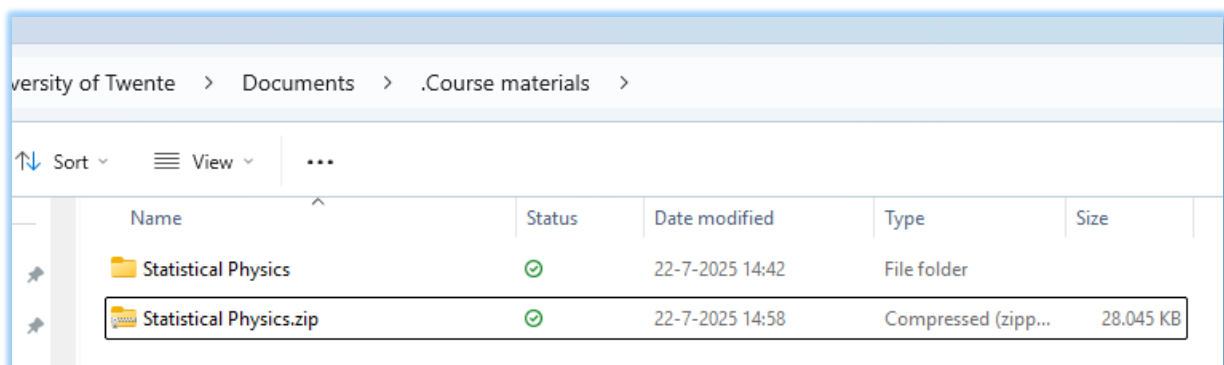 versity of Twente > Documents > .Course materials >
Sort View ...
Name Status Date modified Type Size
Statistical Physics 22-7-2025 14:42 File folder
Statistical Physics.zip 22-7-2025 14:58 Compressed (zipp... 28.045 KB